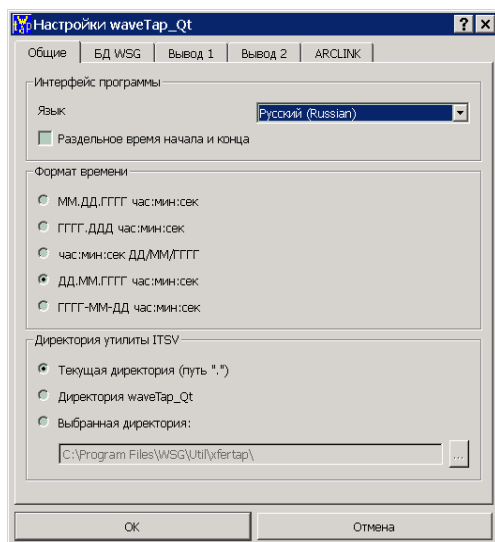 Настройки waveTap_Qt
Общие БД WSG Вывод 1 Вывод 2 ARCLINK
Интерфейс программы
Язык Русский (Russian)
Раздельное время начала и конца
Формат времени
ММ.ДД.ГГГГ час:мин:сек
ГГГГ.ДДД час:мин:сек
час:мин:сек ДД/ММ/ГГГГ
ДД.ММ.ГГГГ час:мин:сек
ГГГГ-ММ-ДД час:мин:сек
Директория утилиты ITSV
Текущая директория (путь ".")
Директория waveTap_Qt
Выбранная директория:
C:\Program Files\WSG\Util\xfertap\ ...
ОК Отмена